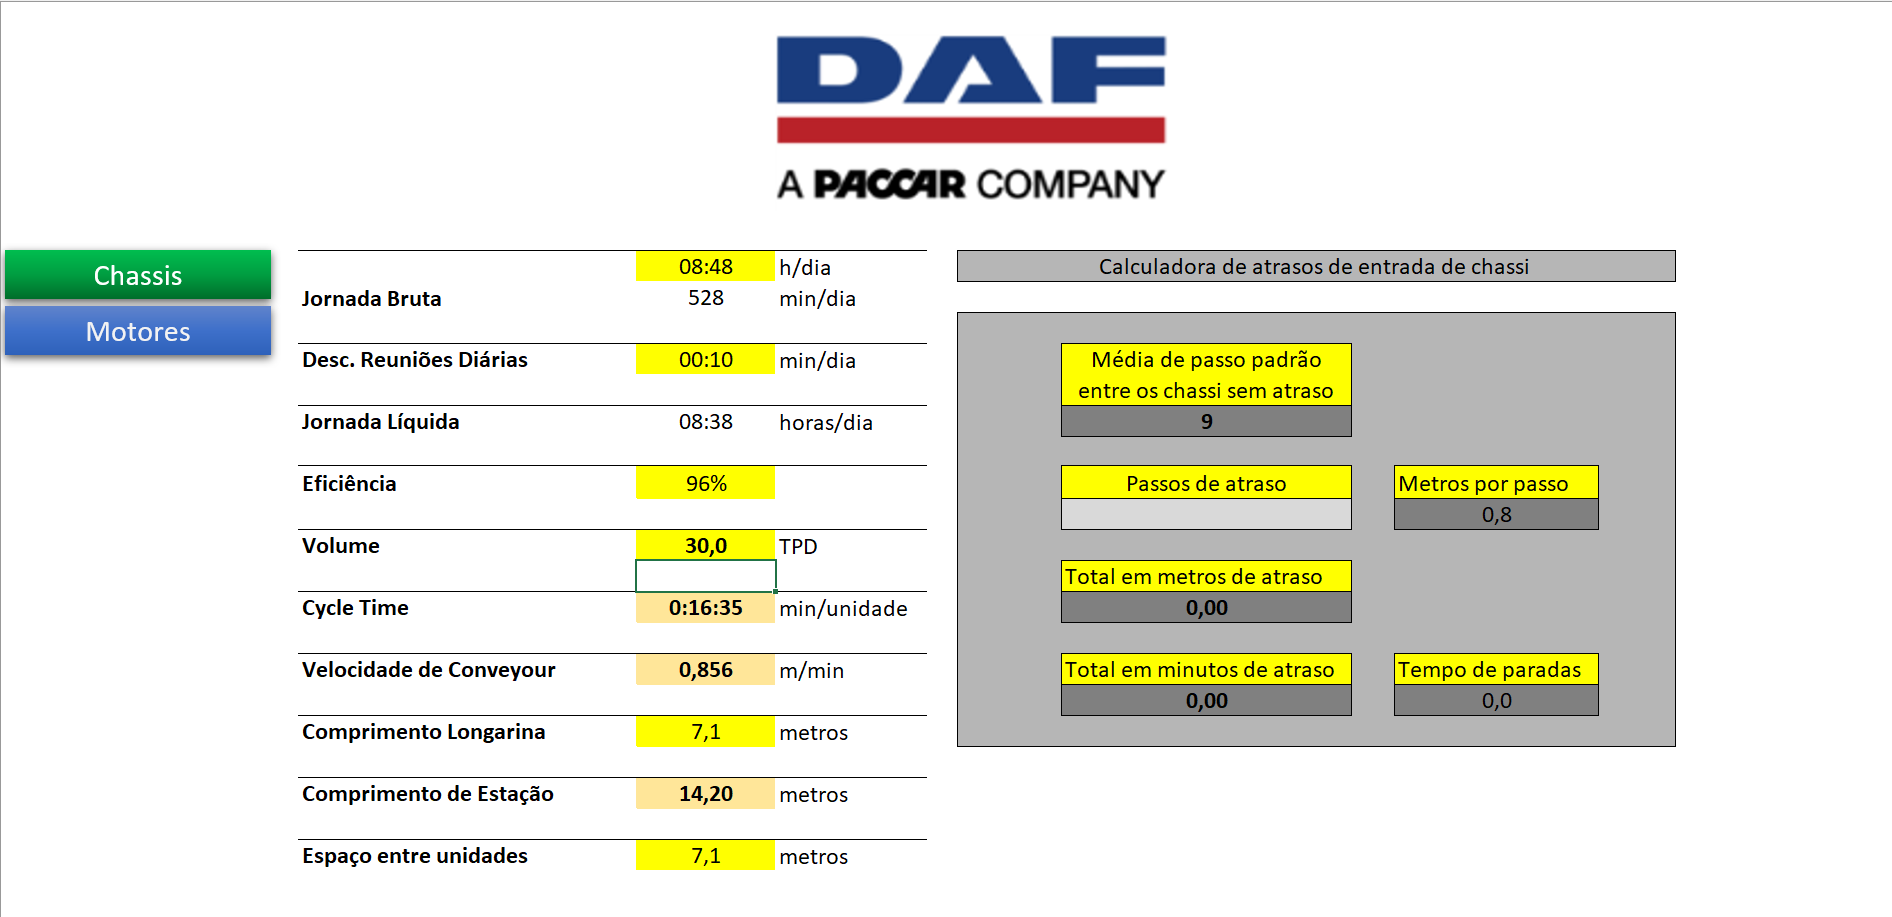 DAF
A PACCAR COMPANY
Chassis
Motores
08:48 h/dia
Jornada Bruta 528 min/dia
Desc. Reuniões Diárias 00:10 min/dia
Jornada Líquida 08:38 horas/dia
Eficiência 96%
Volume 30,0 TPD
Cycle Time 0:16:35 min/unidade
Velocidade de Conveyour 0,856 m/min
Comprimento Longarina 7,1 metros
Comprimento de Estação 14,20 metros
Espaço entre unidades 7,1 metros
Calculadora de atrasos de entrada de chassi
Média de passo padrão
entre os chassi sem atraso
9
Passos de atraso
Metros por passo
0,8
Total em metros de atraso
0,00
Total em minutos de atraso
0,00
Tempo de paradas
0,0